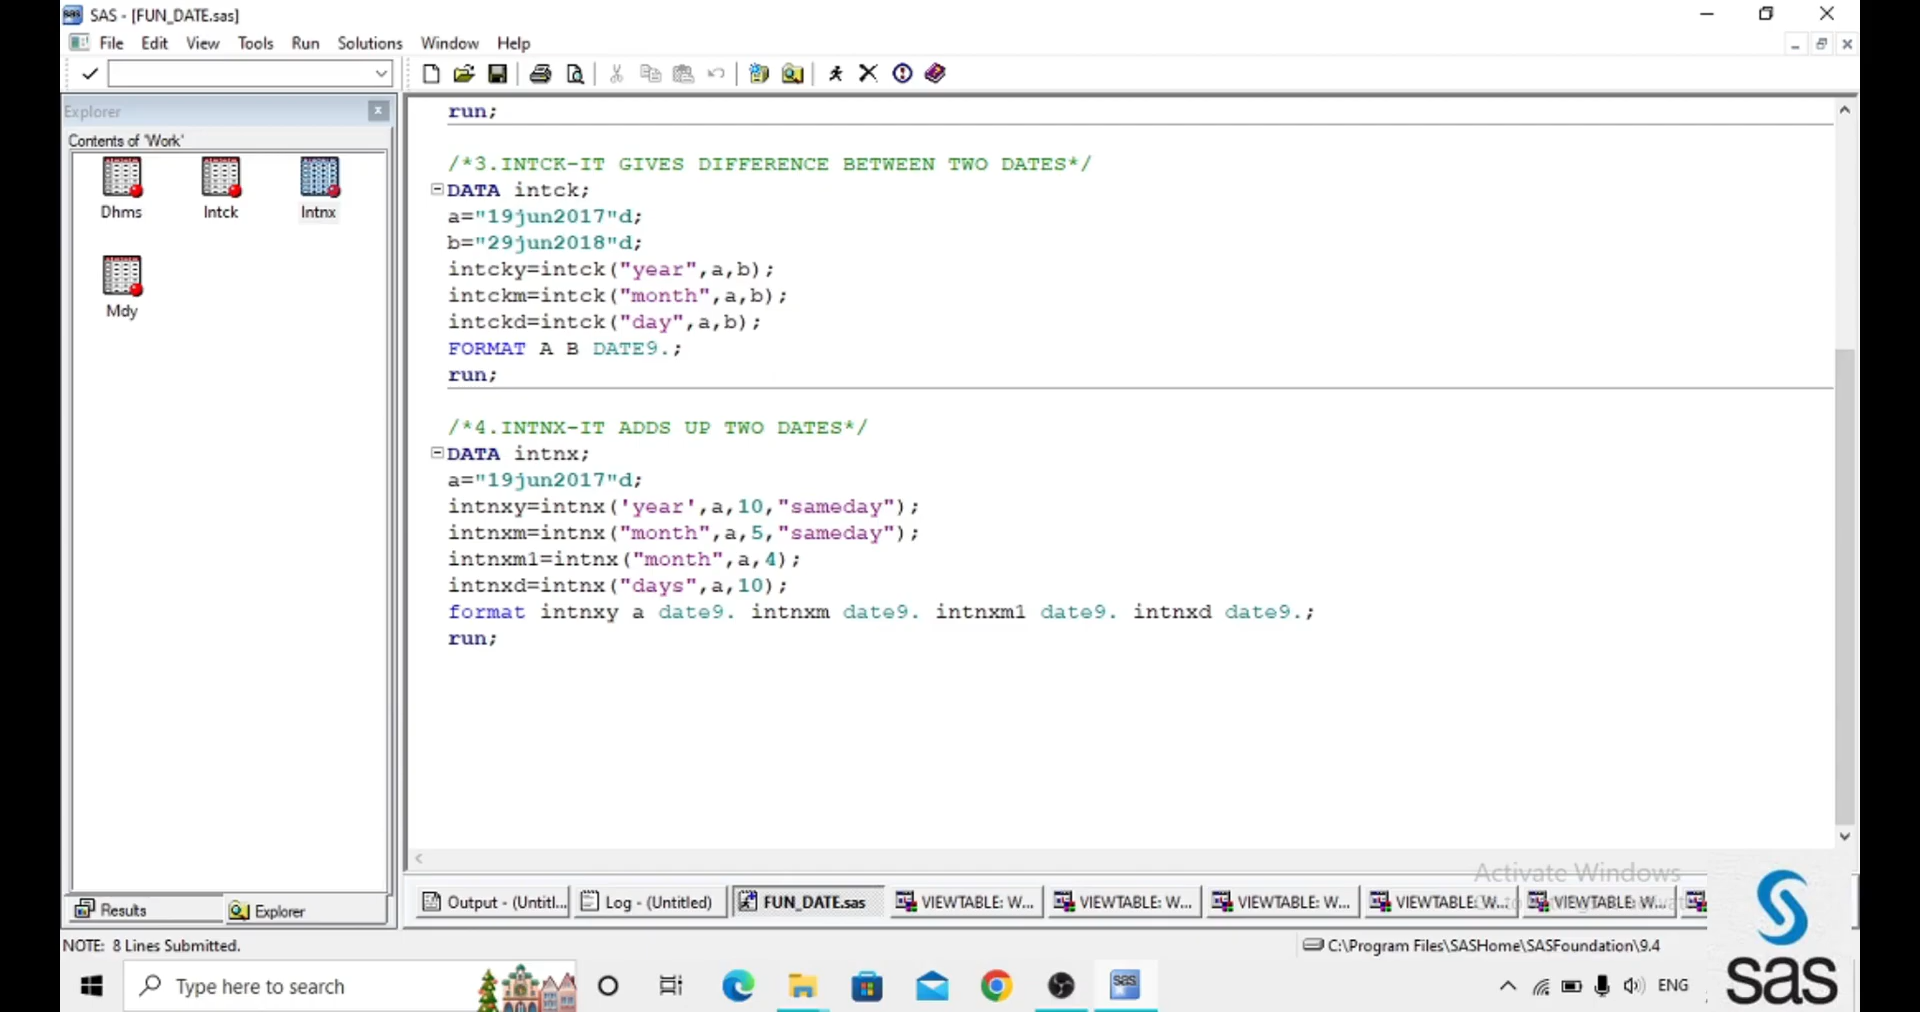 SAS - [FUN_DATE.sas]
File Edit View Tools Run Solutions Window Help
Explorer
Contents of 'Work'
Dhms Intck Intnx
Mdy
run;
/*3.INTCK-IT GIVES DIFFERENCE BETWEEN TWO DATES*/
DATA intck;
a="19jun2017"d;
b="29jun2018"d;
intcky=intck("year",a,b);
intckm=intck("month",a,b);
intckd=intck("day",a,b);
FORMAT A B DATE9.;
run;
/*4.INTNX-IT ADDS UP TWO DATES*/
DATA intnx;
a="19jun2017"d;
intnxy=intnx('year',a,10,"sameday");
intnxm=intnx("month",a,5,"sameday");
intnxm1=intnx("month",a,4);
intnxd=intnx("days",a,10);
format intnxy a date9. intnxm date9. intnxm1 date9. intnxd date9.;
run;
Activate Windows
Results Explorer
Output - (Untitl... Log - (Untitled) FUN_DATE.sas VIEWTABLE: W... VIEWTABLE: W... VIEWTABLE: W... VIEWTABLE: W... VIEWTABLE: W...
NOTE: 8 Lines Submitted.
C:\Program Files\SASHome\SASFoundation\9.4
Type here to search
sas
ENG
sas